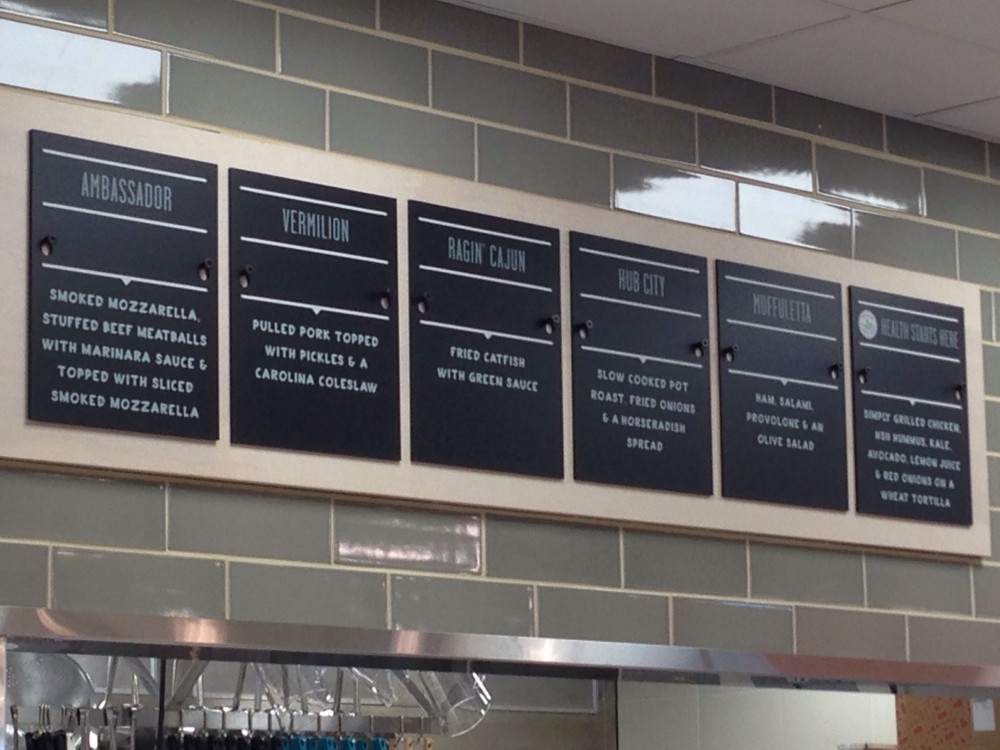 AMBASSADOR
SMOKED MOZZARELLA,
STUFFED BEEF MEATBALLS
WITH MARINARA SAUCE &
TOPPED WITH SLICED
SMOKED MOZZARELLA
VERMILION
PULLED PORK TOPPED
WITH PICKLES & A
CAROLINA COLESLAW
RAGIN' CAJUN
FRIED CATFISH
WITH GREEN SAUCE
HUB CITY
SLOW COOKED POT
ROAST, FRIED ONIONS
& A HORSERADISH
SPREAD
MUFFULETTA
HAM, SALAMI,
PROVOLONE & AN
OLIVE SALAD
HEALTH STARTS HERE
SIMPLY GRILLED CHICKEN,
HSH HUMMUS, KALE,
AVOCADO, LEMON JUICE
& RED ONIONS ON A
WHEAT TORTILLA